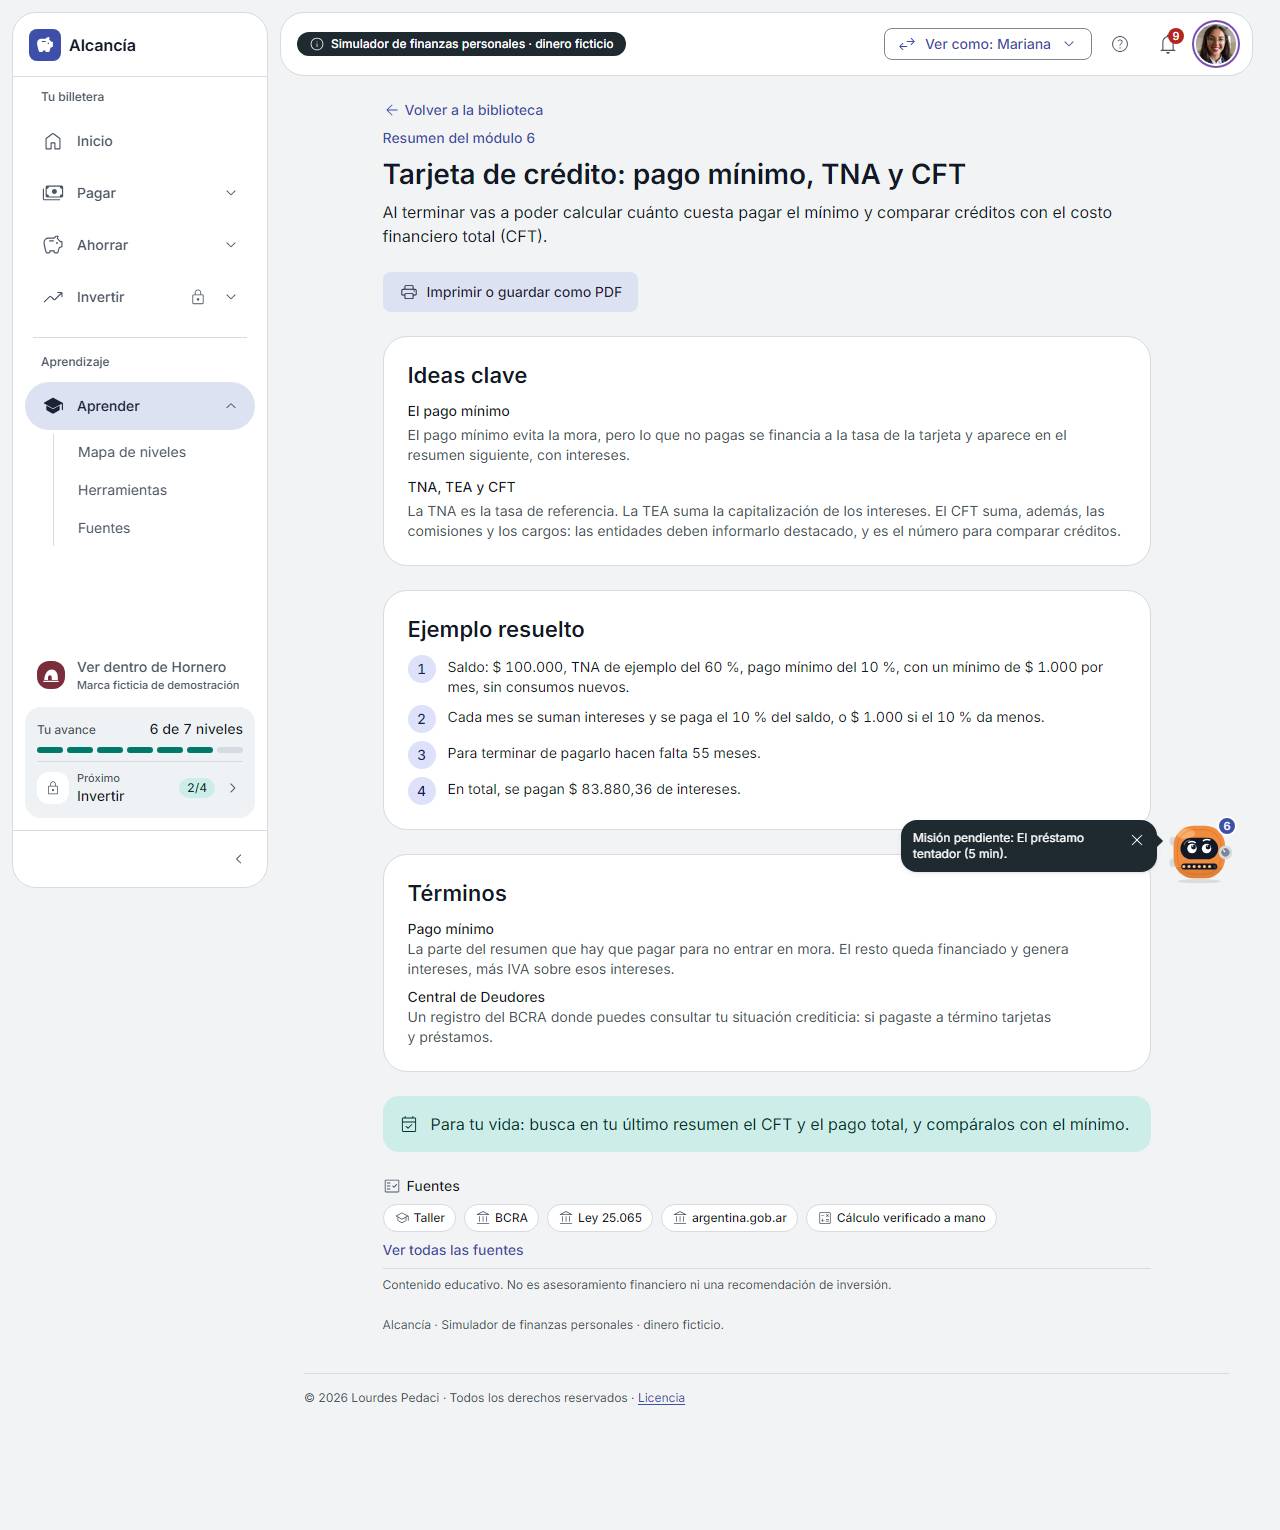 Alcancía
Tu billetera
Inicio
Pagar
Ahorrar
Invertir
Aprendizaje
Aprender
Mapa de niveles
Herramientas
Fuentes
Ver dentro de Hornero
Marca ficticia de demostración
Tu avance 6 de 7 niveles
Próximo
Invertir
2/4
Simulador de finanzas personales · dinero ficticio
Ver como: Mariana
9
Volver a la biblioteca
Resumen del módulo 6
Tarjeta de crédito: pago mínimo, TNA y CFT
Al terminar vas a poder calcular cuánto cuesta pagar el mínimo y comparar créditos con el costo
financiero total (CFT).
Imprimir o guardar como PDF
Ideas clave
El pago mínimo
El pago mínimo evita la mora, pero lo que no pagas se financia a la tasa de la tarjeta y aparece en el
resumen siguiente, con intereses.
TNA, TEA y CFT
La TNA es la tasa de referencia. La TEA suma la capitalización de los intereses. El CFT suma, además, las
comisiones y los cargos: las entidades deben informarlo destacado, y es el número para comparar créditos.
Ejemplo resuelto
1 Saldo: $ 100.000, TNA de ejemplo del 60 %, pago mínimo del 10 %, con un mínimo de $ 1.000 por
mes, sin consumos nuevos.
2 Cada mes se suman intereses y se paga el 10 % del saldo, o $ 1.000 si el 10 % da menos.
3 Para terminar de pagarlo hacen falta 55 meses.
4 En total, se pagan $ 83.880,36 de intereses.
Misión pendiente: El préstamo
tentador (5 min).
6
Términos
Pago mínimo
La parte del resumen que hay que pagar para no entrar en mora. El resto queda financiado y genera
intereses, más IVA sobre esos intereses.
Central de Deudores
Un registro del BCRA donde puedes consultar tu situación crediticia: si pagaste a término tarjetas
y préstamos.
Para tu vida: busca en tu último resumen el CFT y el pago total, y compáralos con el mínimo.
Fuentes
Taller BCRA Ley 25.065 argentina.gob.ar Cálculo verificado a mano
Ver todas las fuentes
Contenido educativo. No es asesoramiento financiero ni una recomendación de inversión.
Alcancía · Simulador de finanzas personales · dinero ficticio.
© 2026 Lourdes Pedaci · Todos los derechos reservados · Licencia